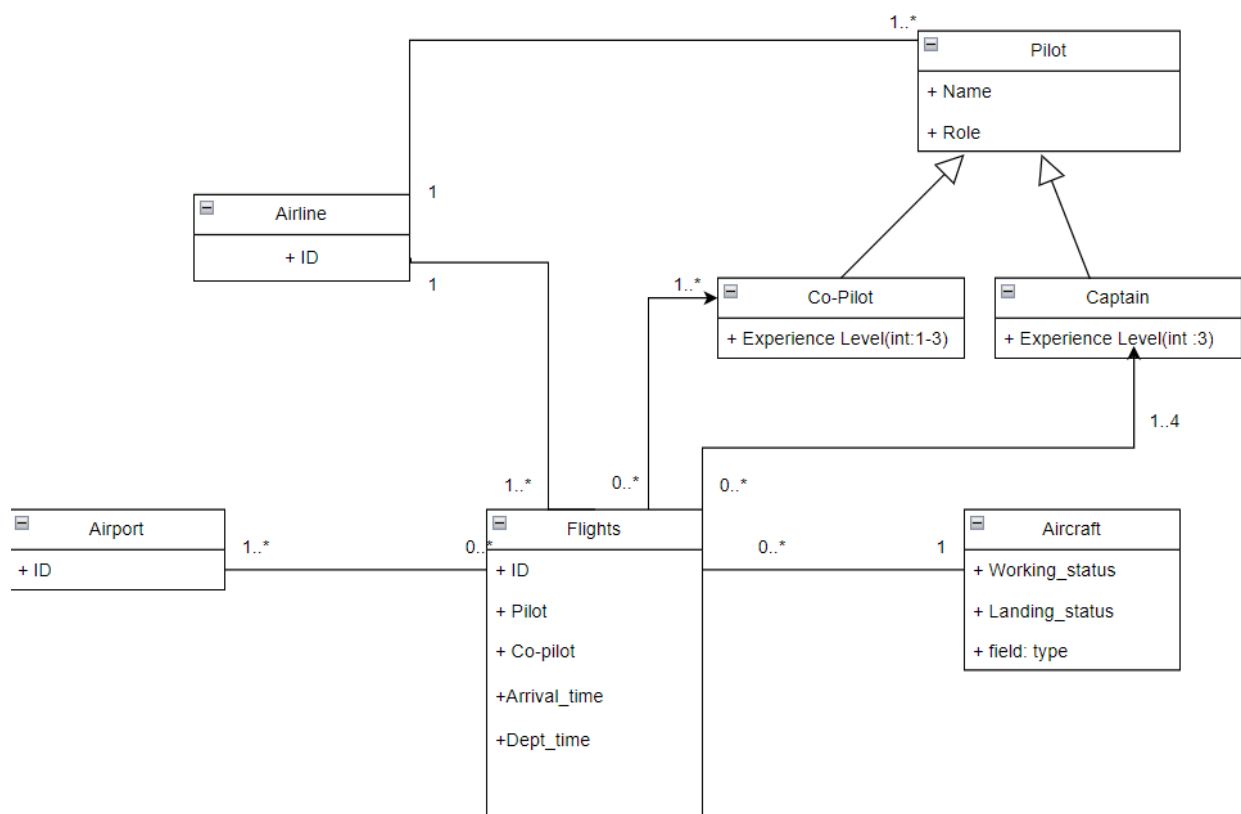 1..*
Pilot
+ Name
+ Role
1
Airline
+ ID
1
1..*
Co-Pilot
+ Experience Level(int:1-3)
Captain
+ Experience Level(int :3)
1..4
1..*
0..*
0..*
Airport
+ ID
1..*
0..*
Flights
+ ID
+ Pilot
+ Co-pilot
+Arrival_time
+Dept_time
0..*
1
Aircraft
+ Working_status
+ Landing_status
+ field: type